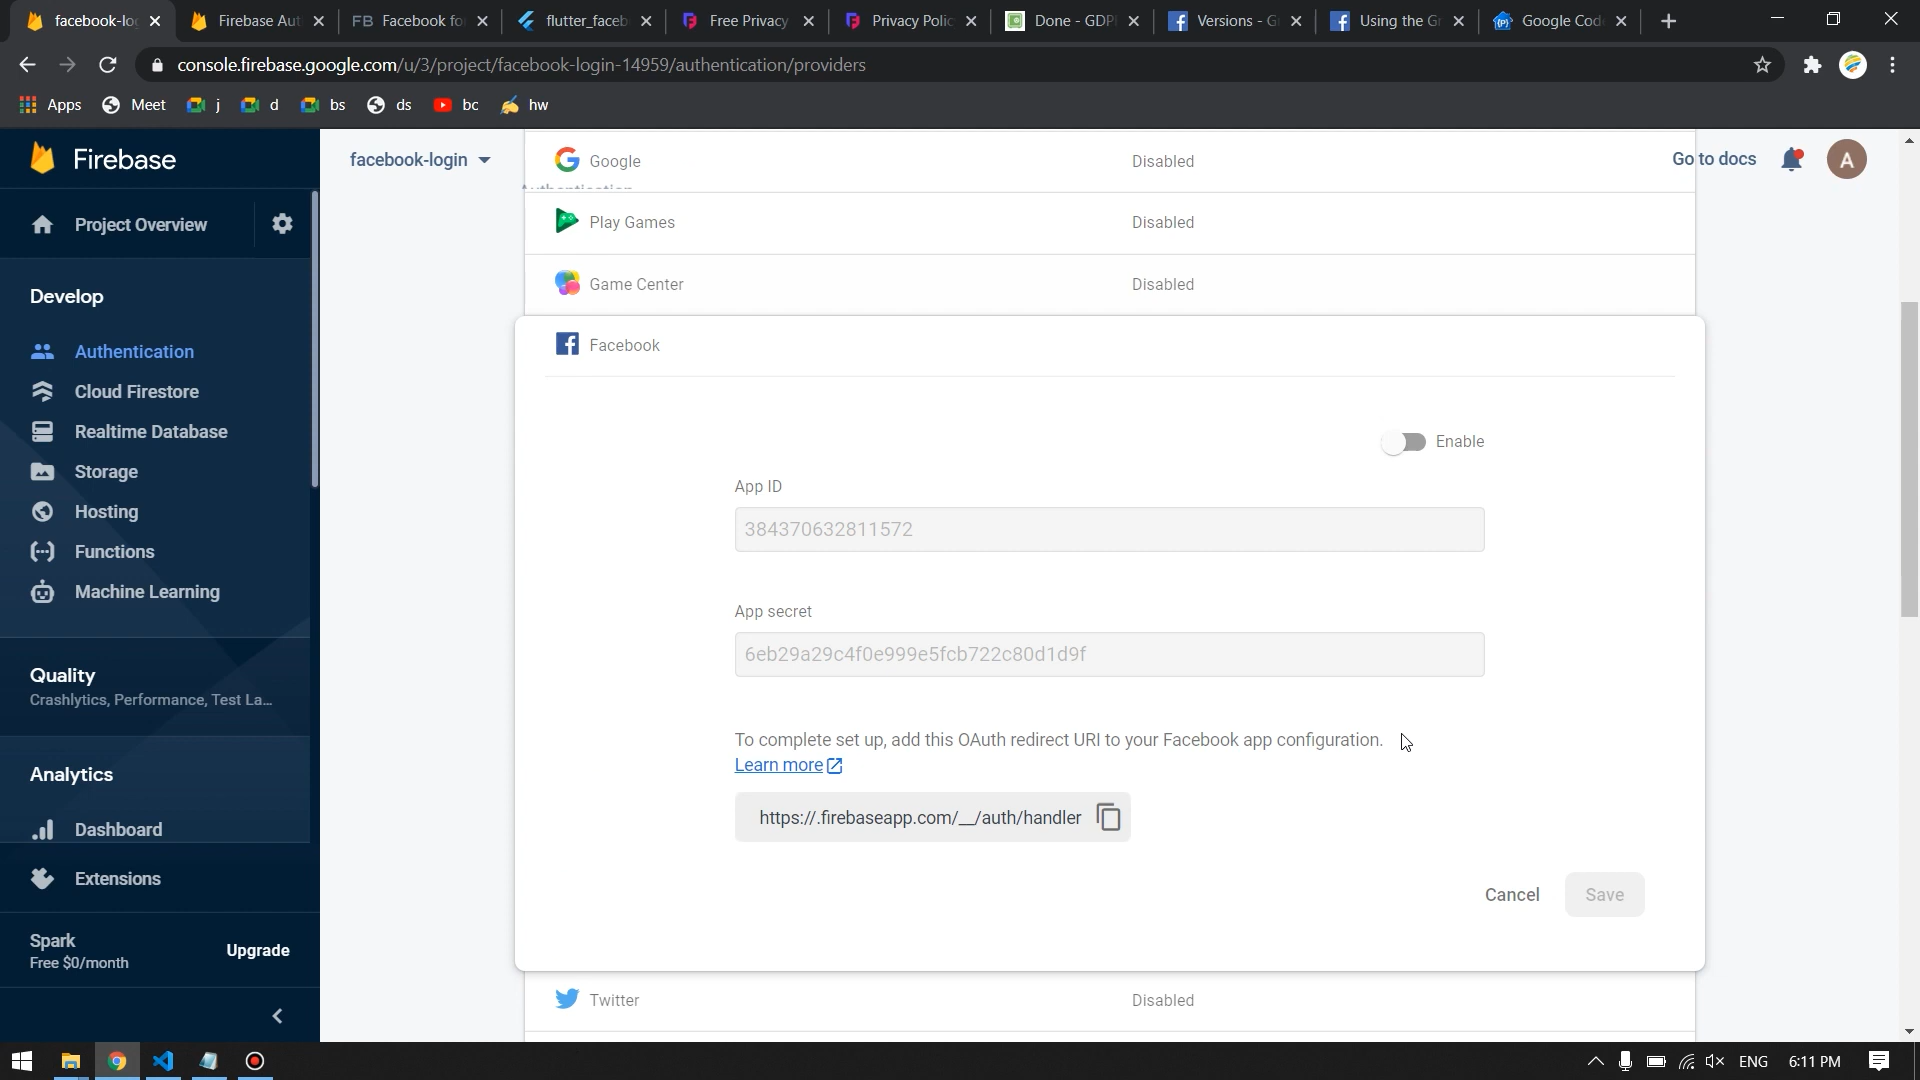 facebook-lo
Firebase Aut
Facebook fo
flutter_faceb
Free Privacy
Privacy Polic
Done - GDP
Versions - G
Using the Gr
Google Cod
console.firebase.google.com/u/3/project/facebook-login-14959/authentication/providers
Apps
Meet
j
d
bs
ds
bc
hw
Firebase
facebook-login
Go to docs
A
Project Overview
Develop
Authentication
Cloud Firestore
Realtime Database
Storage
Hosting
Functions
Machine Learning
Quality
Crashlytics, Performance, Test La...
Analytics
Dashboard
Extensions
Spark
Free $0/month
Upgrade
Google Disabled
Play Games Disabled
Game Center Disabled
Facebook
Enable
App ID
384370632811572
App secret
6eb29a29c4f0e999e5fcb722c80d1d9f
To complete set up, add this OAuth redirect URI to your Facebook app configuration.
Learn more
https://.firebaseapp.com/__/auth/handler
Cancel
Save
Twitter Disabled
ENG
6:11 PM